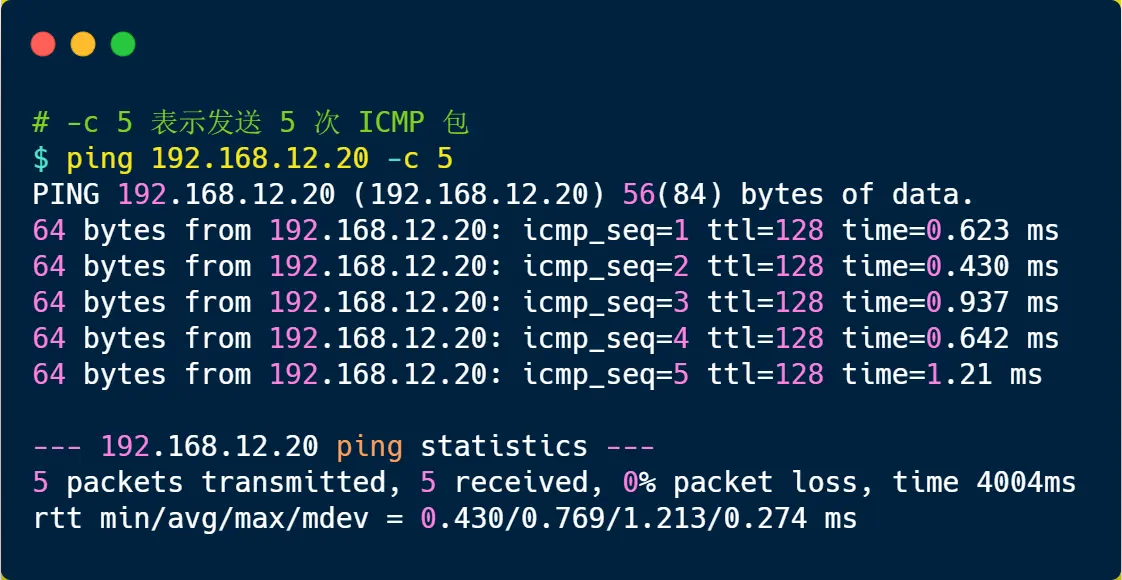 # -c 5 表示发送 5 次 ICMP 包
$ ping 192.168.12.20 -c 5
PING 192.168.12.20 (192.168.12.20) 56(84) bytes of data.
64 bytes from 192.168.12.20: icmp_seq=1 ttl=128 time=0.623 ms
64 bytes from 192.168.12.20: icmp_seq=2 ttl=128 time=0.430 ms
64 bytes from 192.168.12.20: icmp_seq=3 ttl=128 time=0.937 ms
64 bytes from 192.168.12.20: icmp_seq=4 ttl=128 time=0.642 ms
64 bytes from 192.168.12.20: icmp_seq=5 ttl=128 time=1.21 ms
--- 192.168.12.20 ping statistics ---
5 packets transmitted, 5 received, 0% packet loss, time 4004ms
rtt min/avg/max/mdev = 0.430/0.769/1.213/0.274 ms